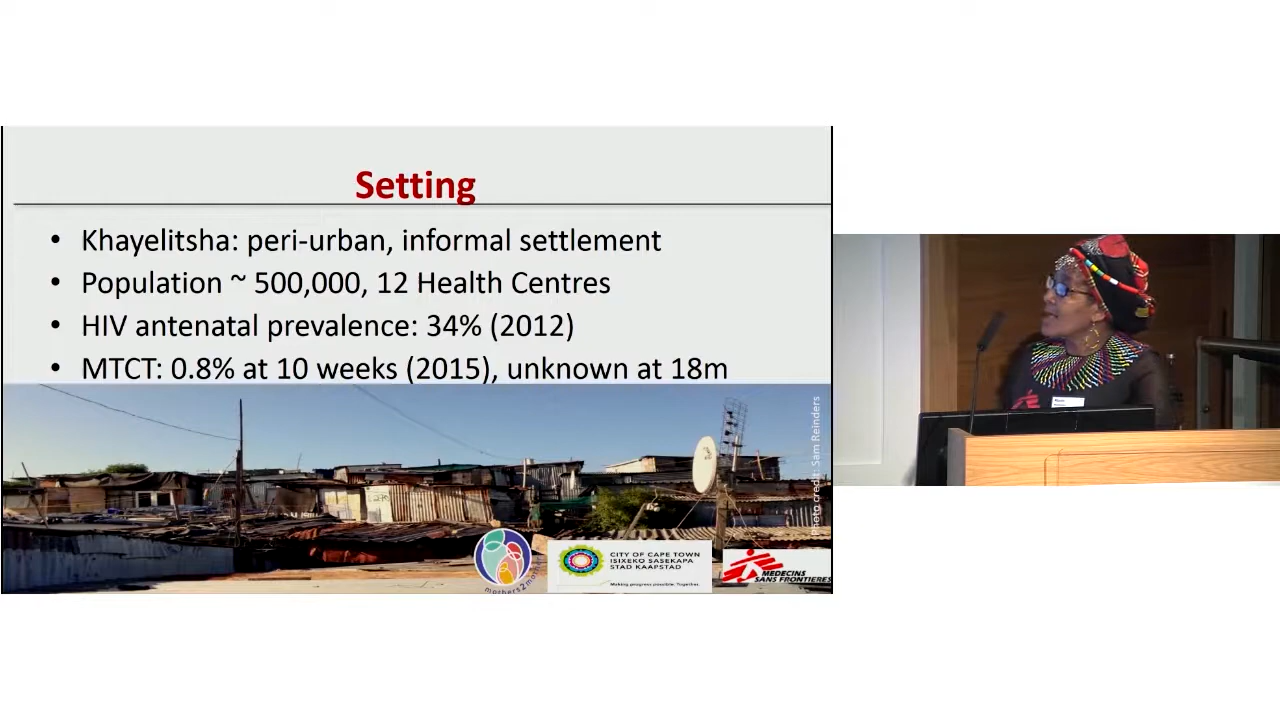 Setting
• Khayelitsha: peri-urban, informal settlement
• Population ~ 500,000, 12 Health Centres
• HIV antenatal prevalence: 34% (2012)
• MTCT: 0.8% at 10 weeks (2015), unknown at 18m
Photo credit: Sam Reinders
mothers2mothers
CITY OF CAPE TOWN
ISIXEKO SASEKAPA
STAD KAAPSTAD
Making progress possible. Together.
MEDECINS
SANS FRONTIERES